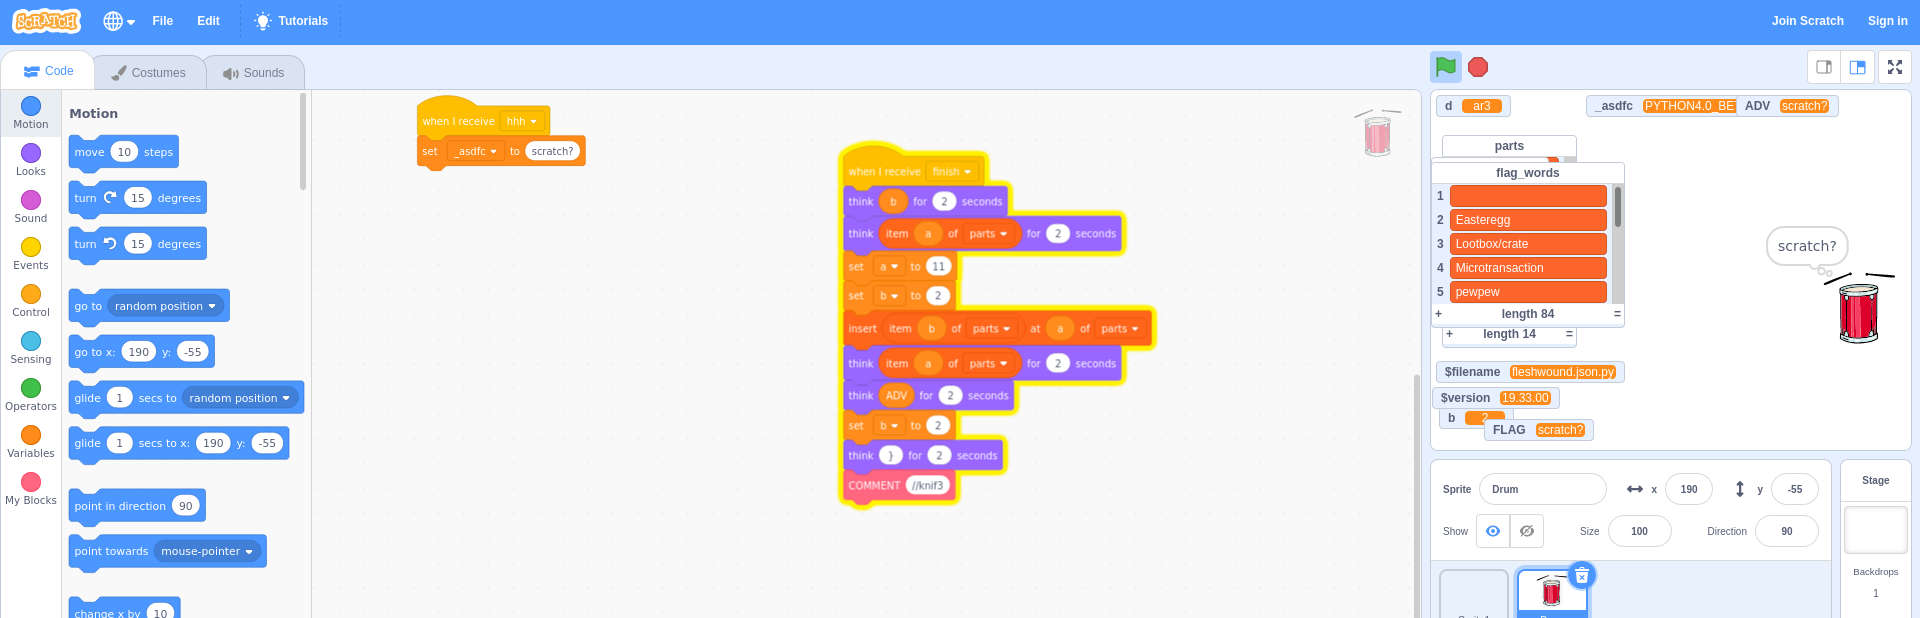 SCRATCH File Edit Tutorials Join Scratch Sign in
Code Costumes Sounds
Motion
Looks
Sound
Events
Control
Sensing
Operators
Variables
My Blocks
Motion
move 10 steps
turn 15 degrees
turn 15 degrees
go to random position
go to x: 190 y: -55
glide 1 secs to random position
glide 1 secs to x: 190 y: -55
point in direction 90
point towards mouse-pointer
change x by 10
when I receive hhh
set _asdfc to scratch?
when I receive finish
think b for 2 seconds
think item a of parts for 2 seconds
set a to 11
set b to 2
insert item b of parts at a of parts
think item a of parts for 2 seconds
think ADV for 2 seconds
set b to 2
think } for 2 seconds
COMMENT //knif3
d ar3
_asdfc PYTHON4.0_BE
ADV scratch?
parts
flag_words
1
2 Easteregg
3 Lootbox/crate
4 Microtransaction
5 pewpew
+ length 84 =
+ length 14 =
scratch?
$filename fleshwound.json.py
$version 19.33.00
b 2
FLAG scratch?
Sprite Drum x 190 y -55
Show Size 100 Direction 90
Stage
Backdrops
1